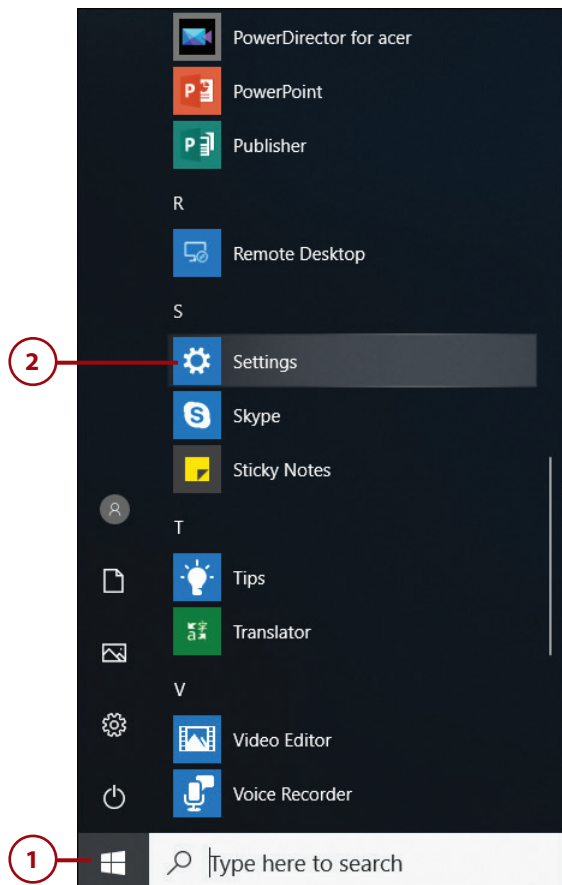 PowerDirector for acer
PowerPoint
Publisher
R
Remote Desktop
S
2
Settings
Skype
Sticky Notes
T
Tips
Translator
V
Video Editor
Voice Recorder
1
Type here to search